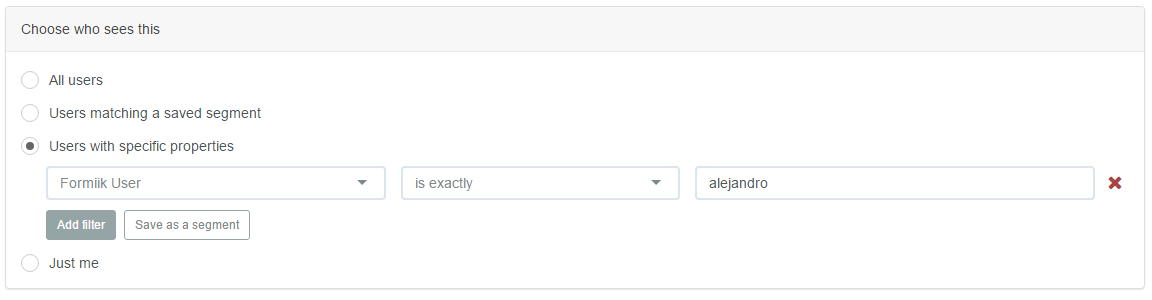 Choose who sees this
All users
Users matching a saved segment
Users with specific properties
Formiik User is exactly alejandro
Add filter Save as a segment
Just me